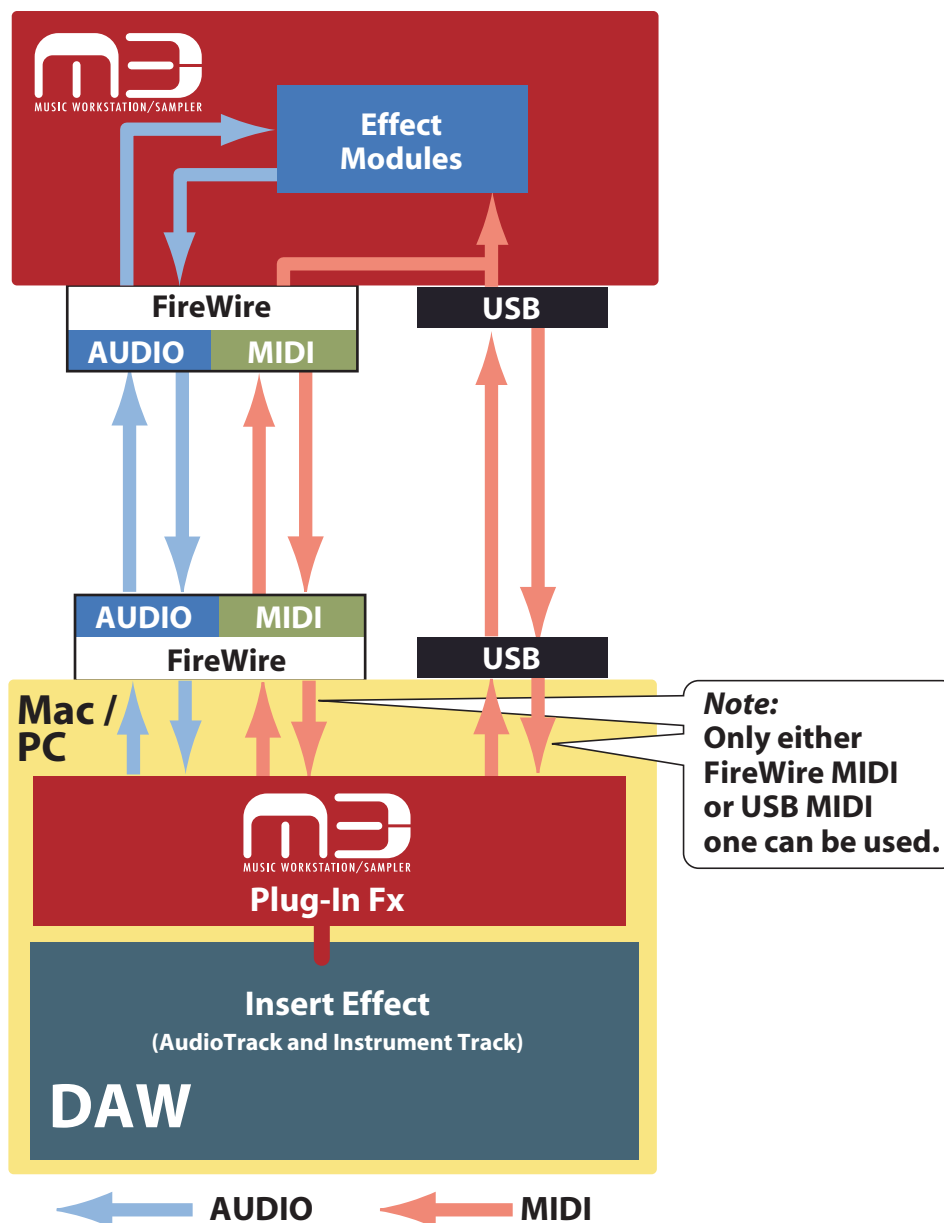 m3
MUSIC WORKSTATION/SAMPLER
Effect
Modules
FireWire
USB
AUDIO MIDI
AUDIO MIDI
FireWire
USB
Mac /
PC
Note:
Only either
FireWire MIDI
or USB MIDI
one can be used.
m3
MUSIC WORKSTATION/SAMPLER
Plug-In Fx
Insert Effect
(AudioTrack and Instrument Track)
DAW
AUDIO MIDI